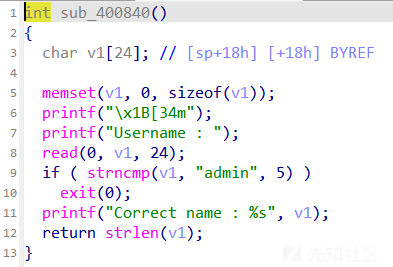 1 int sub_400840()
2 {
3 char v1[24]; // [sp+18h] [+18h] BYREF
4
5 memset(v1, 0, sizeof(v1));
6 printf("\x1B[34m");
7 printf("Username : ");
8 read(0, v1, 24);
9 if ( strncmp(v1, "admin", 5) )
10 exit(0);
11 printf("Correct name : %s", v1);
12 return strlen(v1);
13 }
先知社区